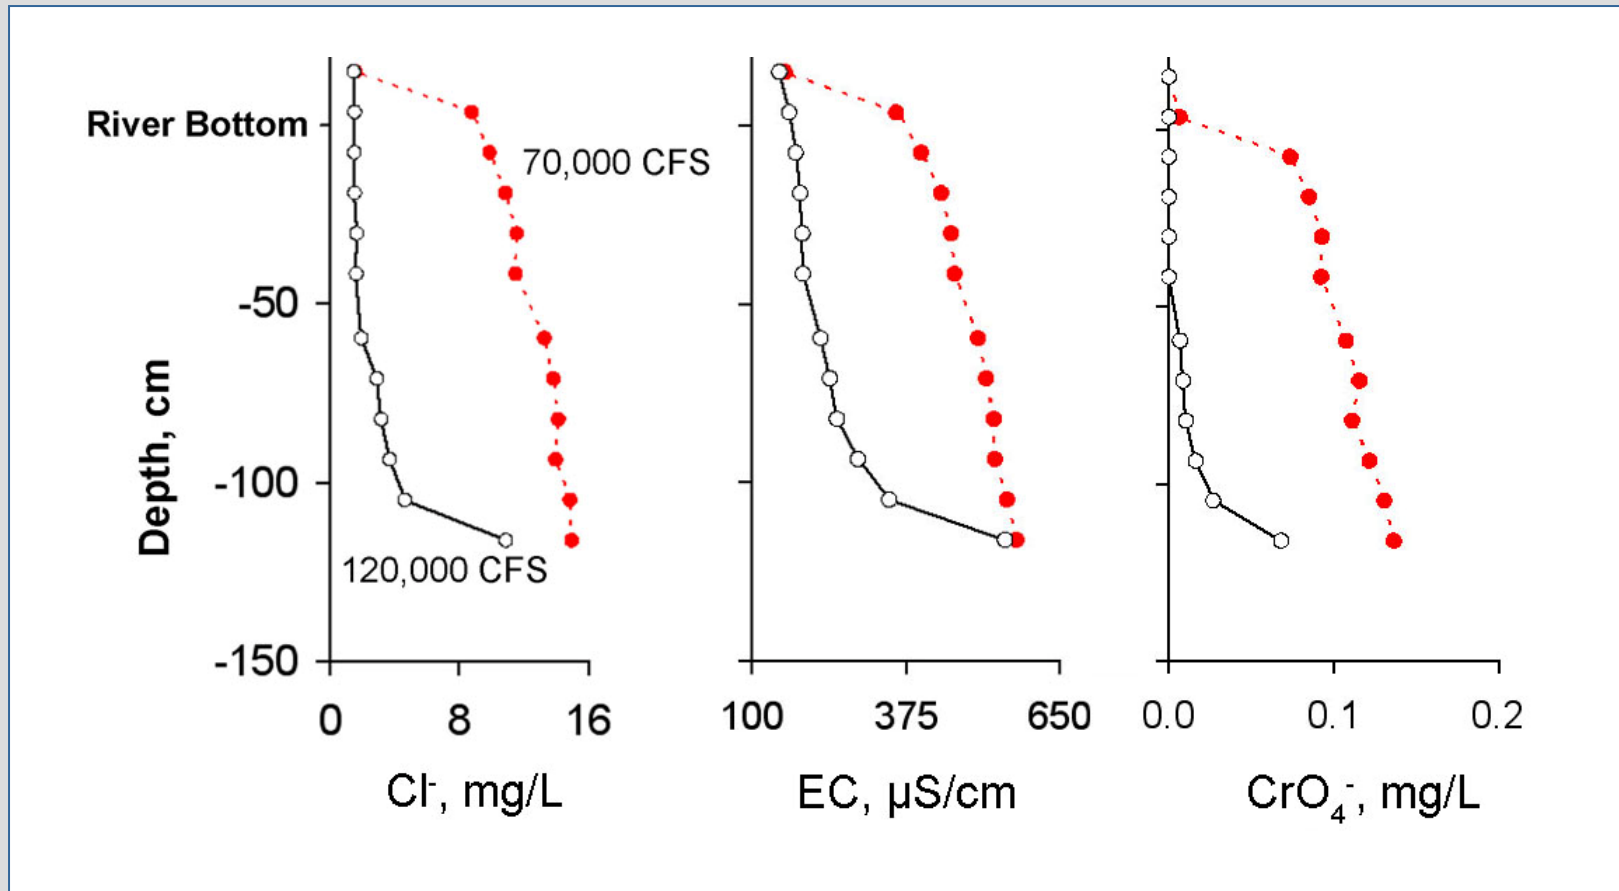 River Bottom
70,000 CFS
-50
Depth, cm
-100
120,000 CFS
-150
0 8 16
100 375 650
0.0 0.1 0.2
Cl⁻, mg/L
EC, µS/cm
CrO₄⁻, mg/L